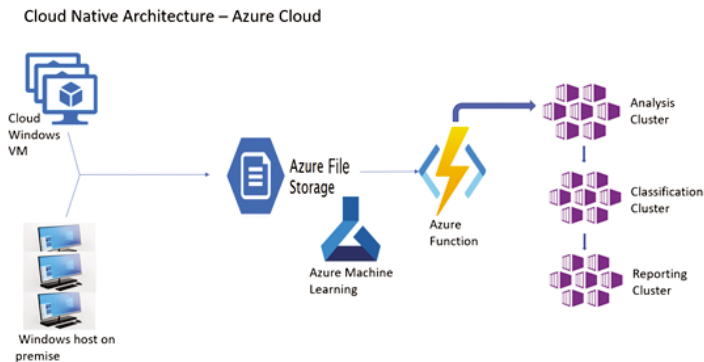 Cloud Native Architecture – Azure Cloud
Cloud
Windows
VM
Azure File
Storage
Azure Machine
Learning
Azure
Function
Analysis
Cluster
Classification
Cluster
Reporting
Cluster
Windows host on
premise